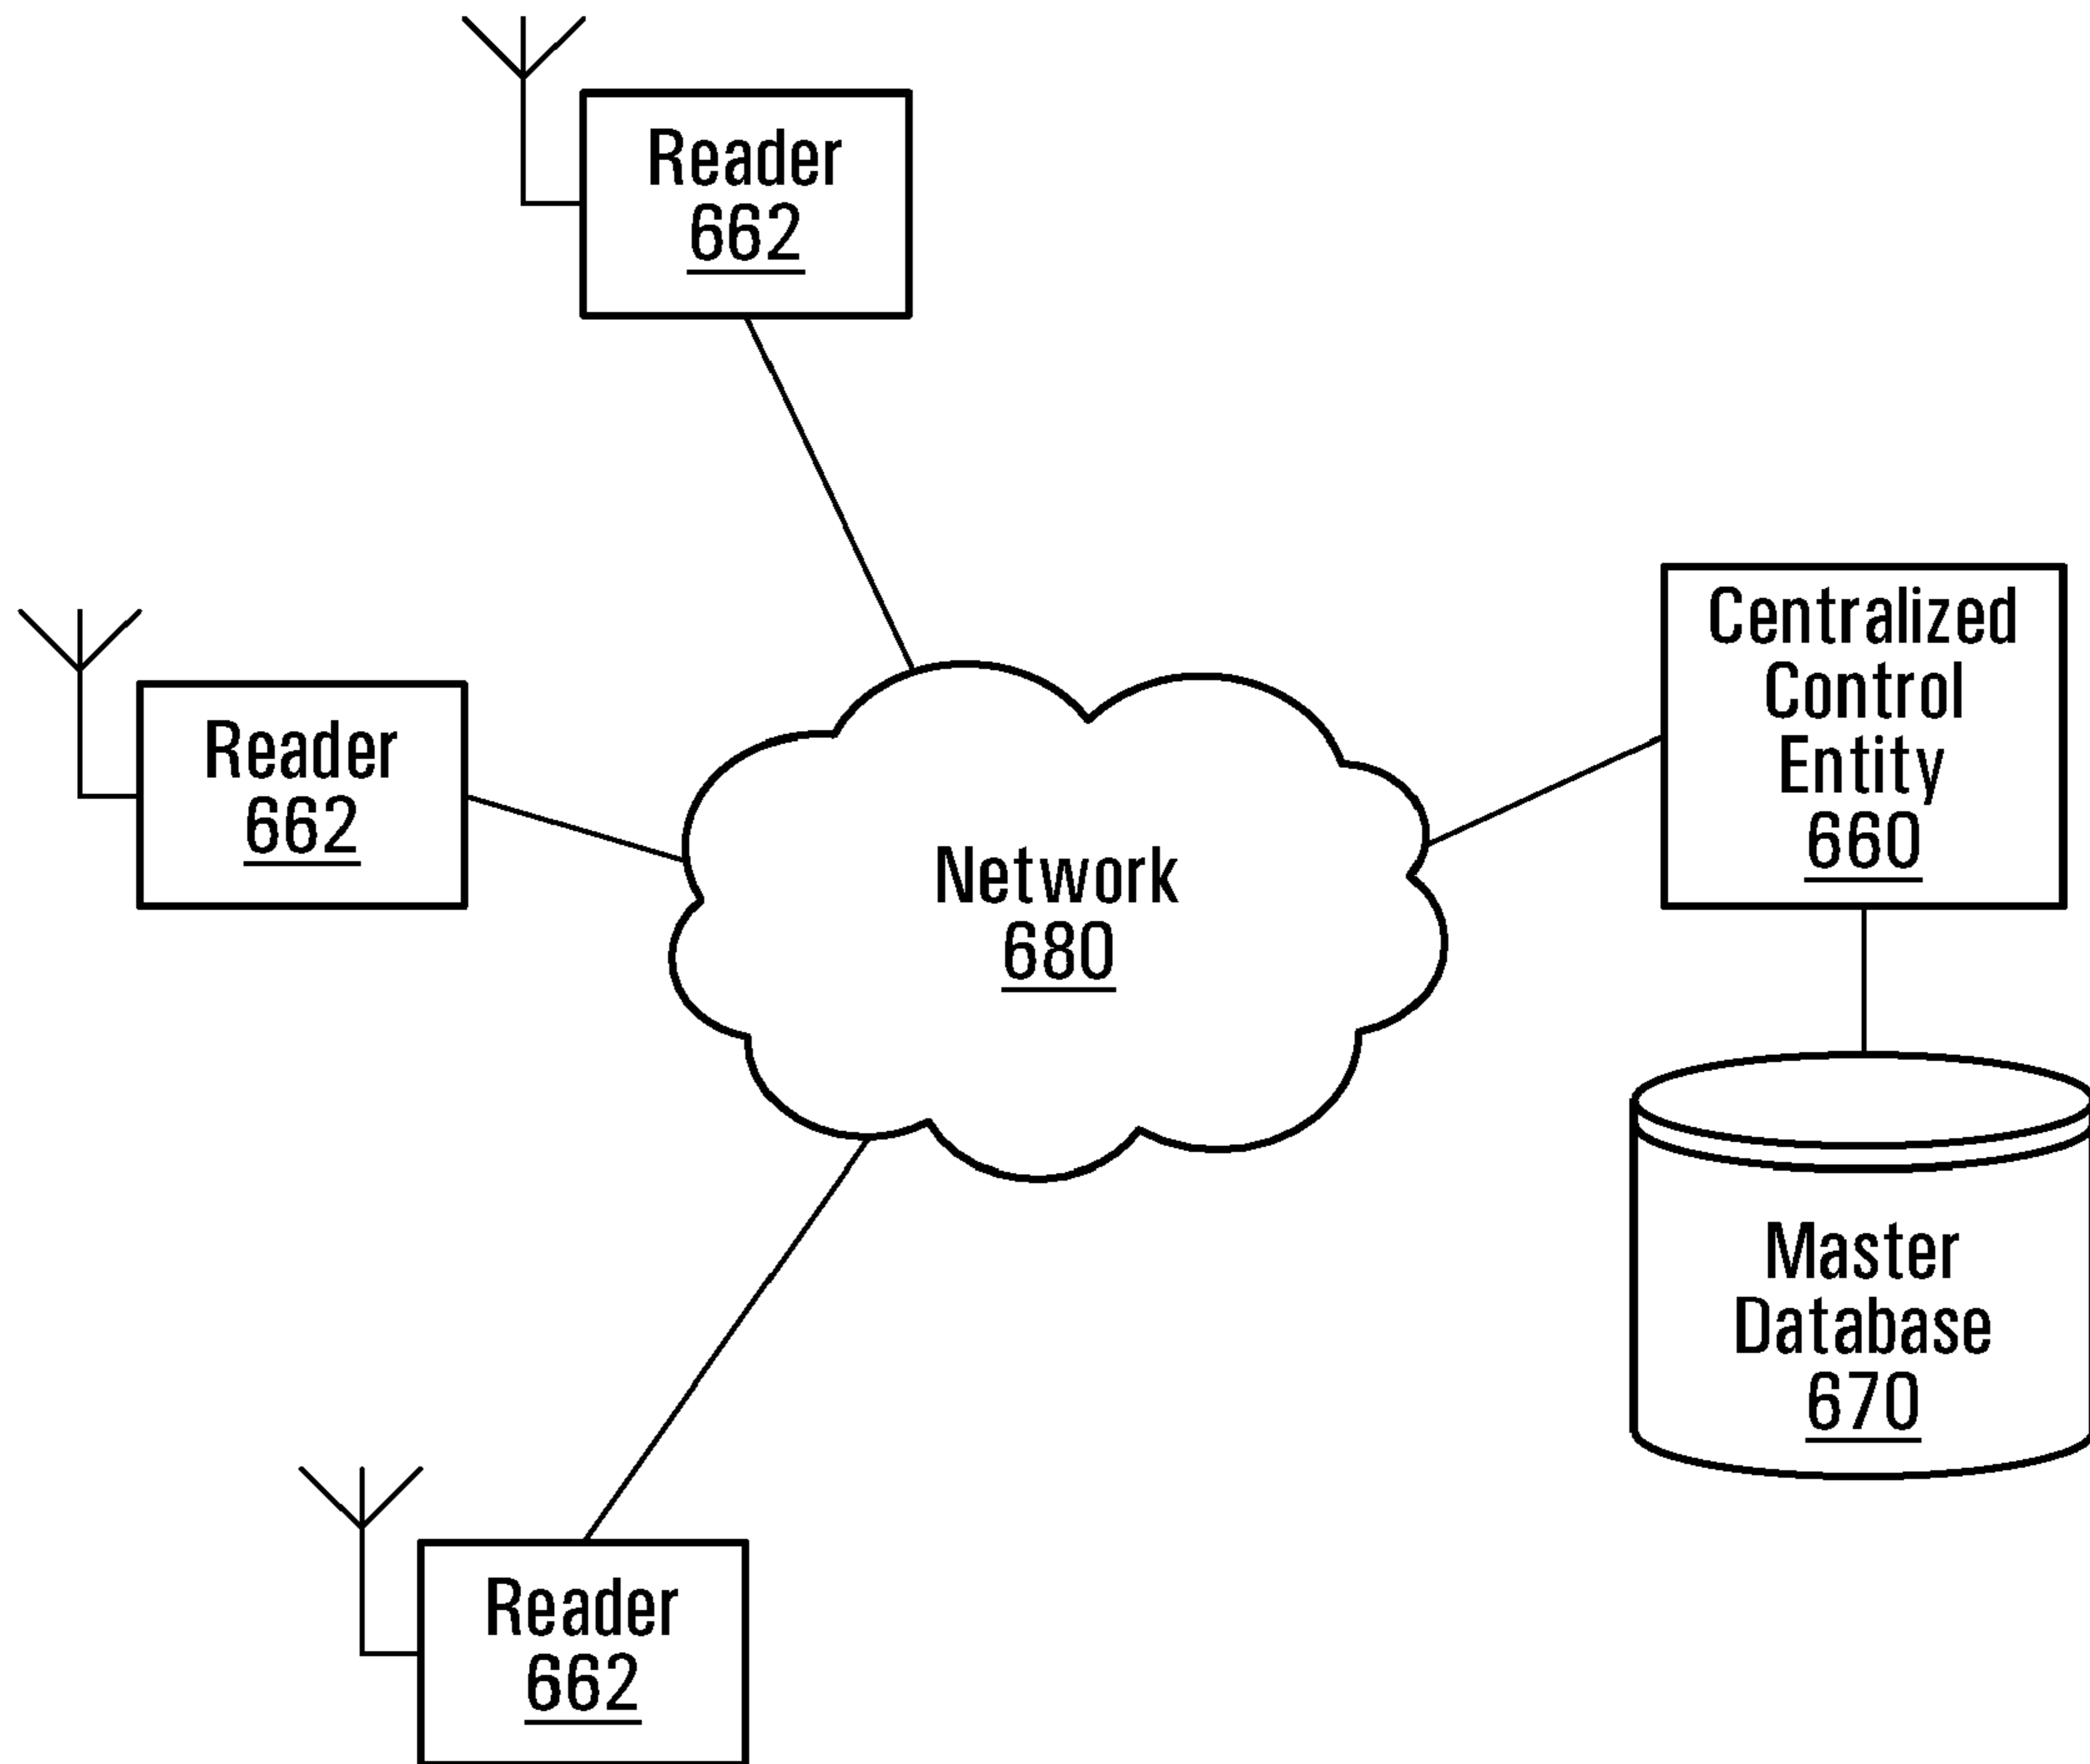 Reader
662
Reader
662
Centralized
Control
Entity
660
Network
680
Master
Database
670
Reader
662